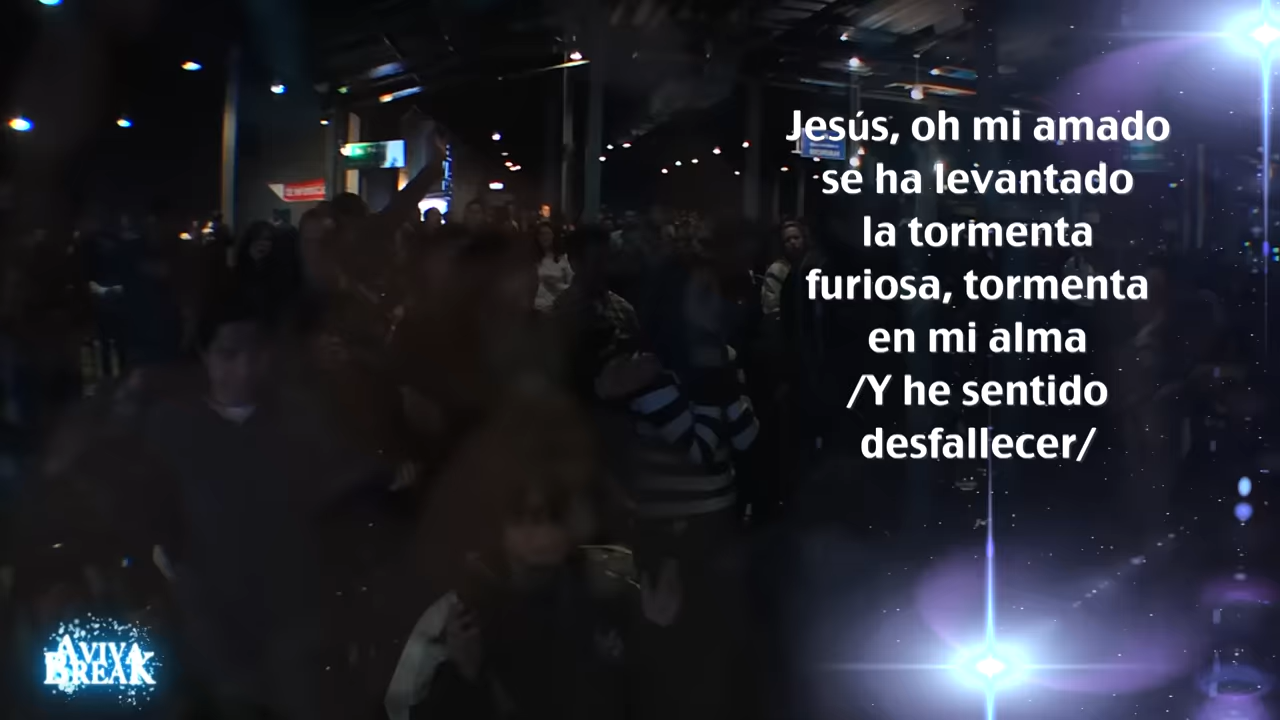 Jesús, oh mi amado
se ha levantado
la tormenta
furiosa, tormenta
en mi alma
/Y he sentido
desfallecer/
AVIVA
BREAK